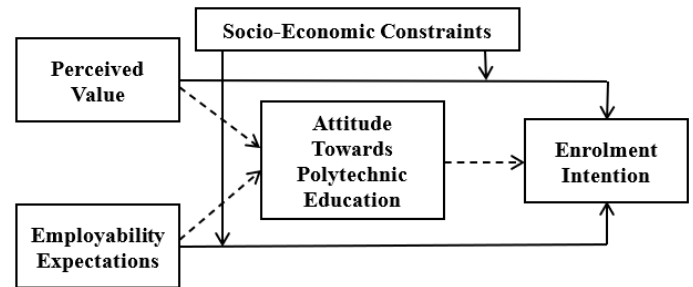 Socio-Economic Constraints
Perceived
Value
Attitude
Towards
Polytechnic
Education
Enrolment
Intention
Employability
Expectations